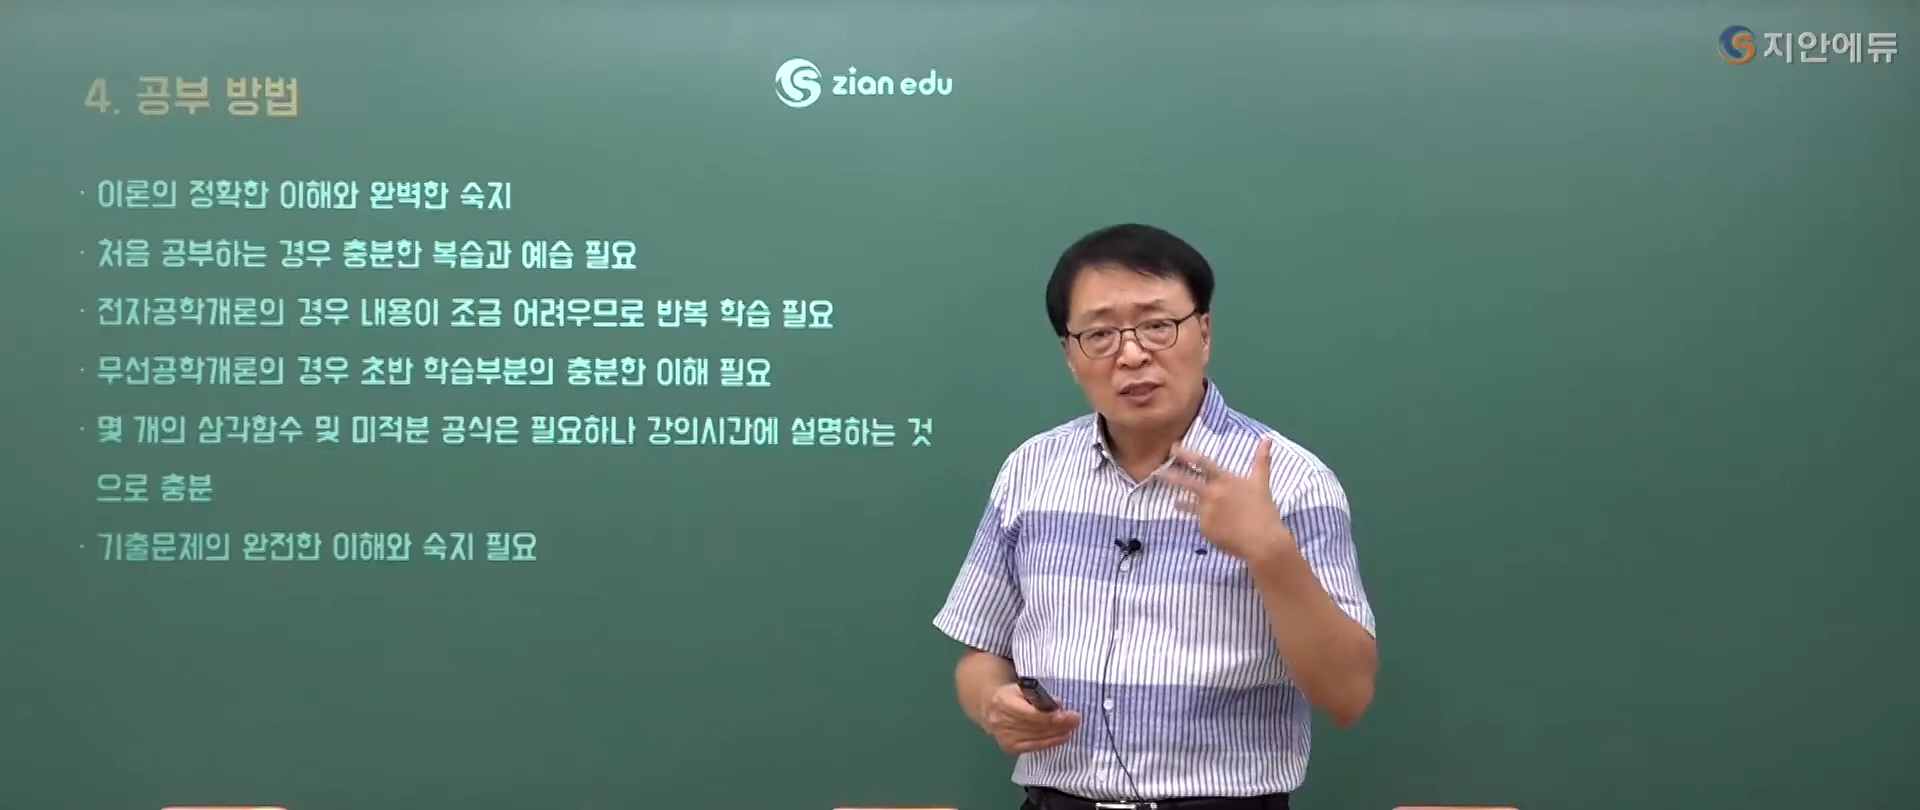 지안에듀
zian edu
4. 공부 방법
· 이론의 정확한 이해와 완벽한 숙지
· 처음 공부하는 경우 충분한 복습과 예습 필요
· 전자공학개론의 경우 내용이 조금 어려우므로 반복 학습 필요
· 무선공학개론의 경우 초반 학습부분의 충분한 이해 필요
· 몇 개의 삼각함수 및 미적분 공식은 필요하나 강의시간에 설명하는 것
으로 충분
· 기출문제의 완전한 이해와 숙지 필요